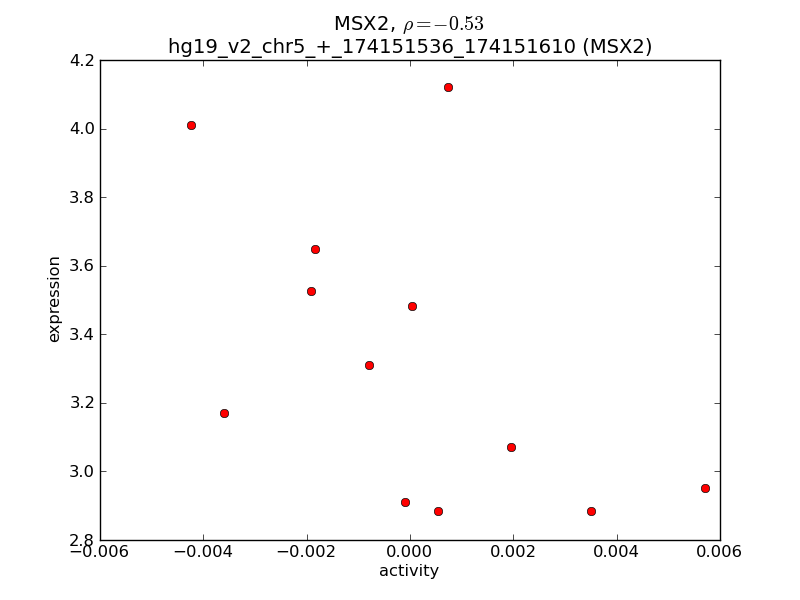 MSX2, ρ=−0.53
hg19_v2_chr5_+_174151536_174151610 (MSX2)
4.2
4.0
3.8
3.6
3.4
3.2
3.0
2.8
expression
−0.006 −0.004 −0.002 0.000 0.002 0.004 0.006
activity